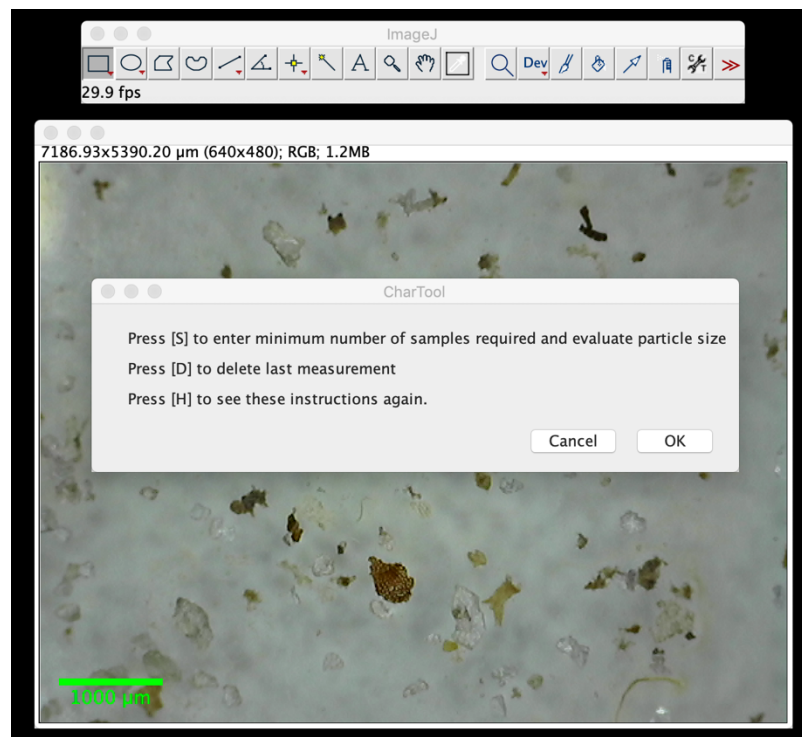 ImageJ
A
Dev
29.9 fps
7186.93x5390.20 µm (640x480); RGB; 1.2MB
CharTool
Press [S] to enter minimum number of samples required and evaluate particle size
Press [D] to delete last measurement
Press [H] to see these instructions again.
Cancel OK
1000 µm